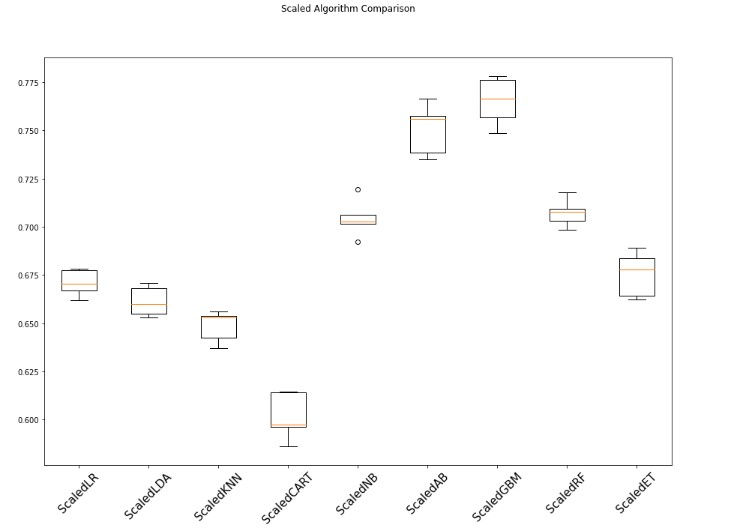 Scaled Algorithm Comparison
0.775
0.750
0.725
0.700
0.675
0.650
0.625
0.600
ScaledLR
ScaledLDA
ScaledKNN
ScaledCART
ScaledNB
ScaledAB
ScaledGBM
ScaledRF
ScaledET